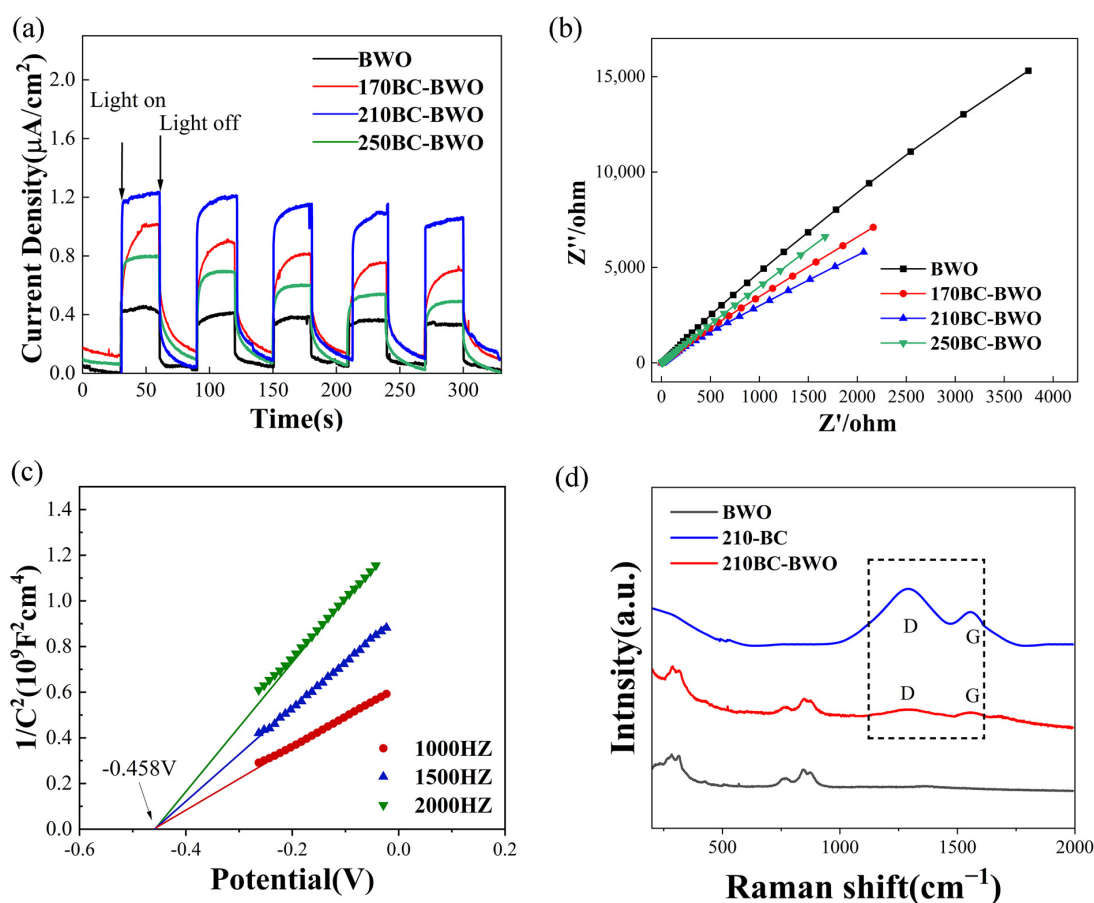 (a)
BWO
170BC-BWO
210BC-BWO
250BC-BWO
Light on
Light off
2.0
1.6
1.2
0.8
0.4
0.0
0 50 100 150 200 250 300
Current Density(μA/cm²)
Time(s)
(b)
15,000
10,000
5,000
0
0 500 1000 1500 2000 2500 3000 3500 4000
Z''/ohm
Z'/ohm
BWO
170BC-BWO
210BC-BWO
250BC-BWO
(c)
1.4
1.2
1.0
0.8
0.6
0.4
0.2
0.0
-0.6 -0.4 -0.2 0.0 0.2
1/C²(10⁹F²cm⁴)
Potential(V)
-0.458V
1000HZ
1500HZ
2000HZ
(d)
BWO
210-BC
210BC-BWO
D
G
D
G
500 1000 1500 2000
Intnsity(a.u.)
Raman shift(cm⁻¹)